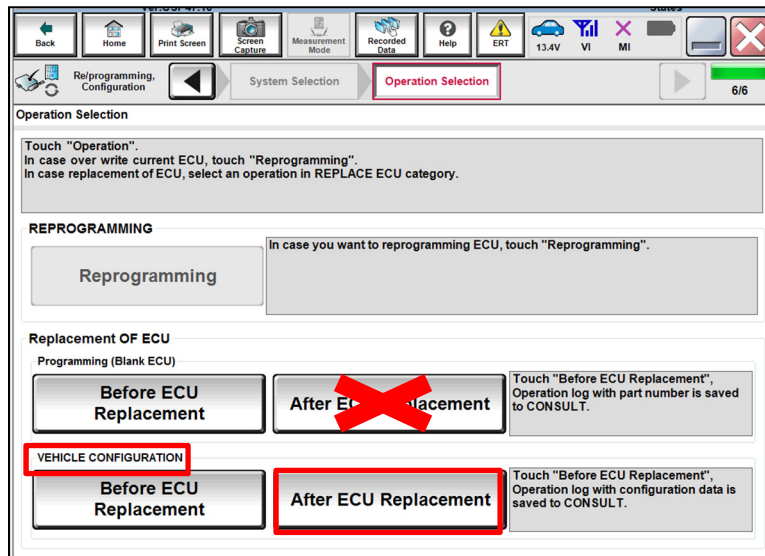 Back
Home
Print Screen
Screen
Capture
Measurement
Mode
Recorded
Data
Help
ERT
13.4V
VI
MI
Re/programming,
Configuration
System Selection
Operation Selection
6/6
Operation Selection
Touch "Operation".
In case over write current ECU, touch "Reprogramming".
In case replacement of ECU, select an operation in REPLACE ECU category.
REPROGRAMMING
Reprogramming
In case you want to reprogramming ECU, touch "Reprogramming".
Replacement OF ECU
Programming (Blank ECU)
Before ECU
Replacement
After ECU Replacement
Touch "Before ECU Replacement",
Operation log with part number is saved
to CONSULT.
VEHICLE CONFIGURATION
Before ECU
Replacement
After ECU Replacement
Touch "Before ECU Replacement",
Operation log with configuration data is
saved to CONSULT.